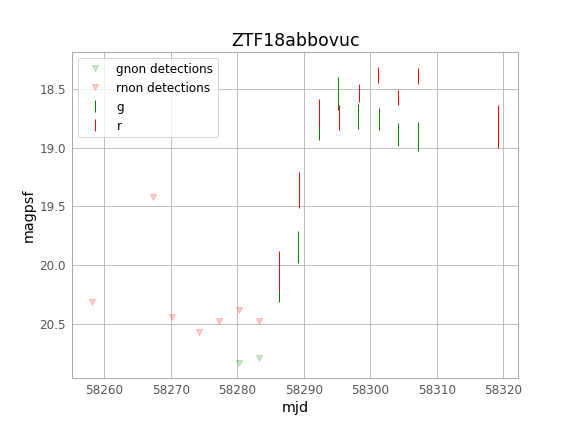 ZTF18abbovuc
gnon detections
rnon detections
g
r
magpsf
18.5
19.0
19.5
20.0
20.5
58260 58270 58280 58290 58300 58310 58320
mjd